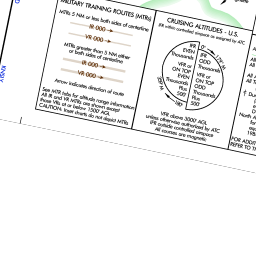 MILITARY TRAINING ROUTES (MTRs)
MTRs 5 NM or less both sides of centerline
IR 000
VR 000
MTRs greater than 5 NM either
or both sides of centerline
IR 000
VR 000
Arrow indicates direction of route
See MTR tabs for altitude range information
All IR and VR MTRs are shown except
those VRs at or below 1500' AGL
CAUTION: Inset charts do not depict MTRs
CRUISING ALTITUDES - U.S.
IFR within controlled airspace as assigned by ATC
IFR
EVEN
Thousands
VFR or
ON TOP
EVEN
Thousands
Plus
500'
0°
179°M
IFR
ODD
Thousands
VFR or
ON TOP
ODD
Thousands
Plus
500'
359°M
180°
VFR above 3000' AGL
unless otherwise authorized by ATC
IFR outside controlled airspace
All courses are magnetic
FOR ADDIT
REFER TO TH